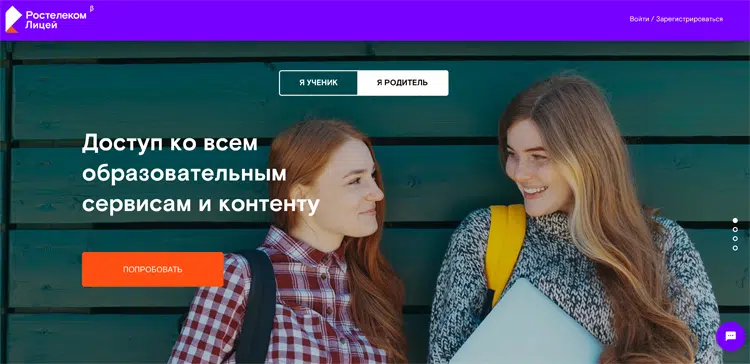 Ростелеком β
Лицей
Войти / Зарегистрироваться
Я УЧЕНИК
Я РОДИТЕЛЬ
Доступ ко всем
образовательным
сервисам и контенту
ПОПРОБОВАТЬ